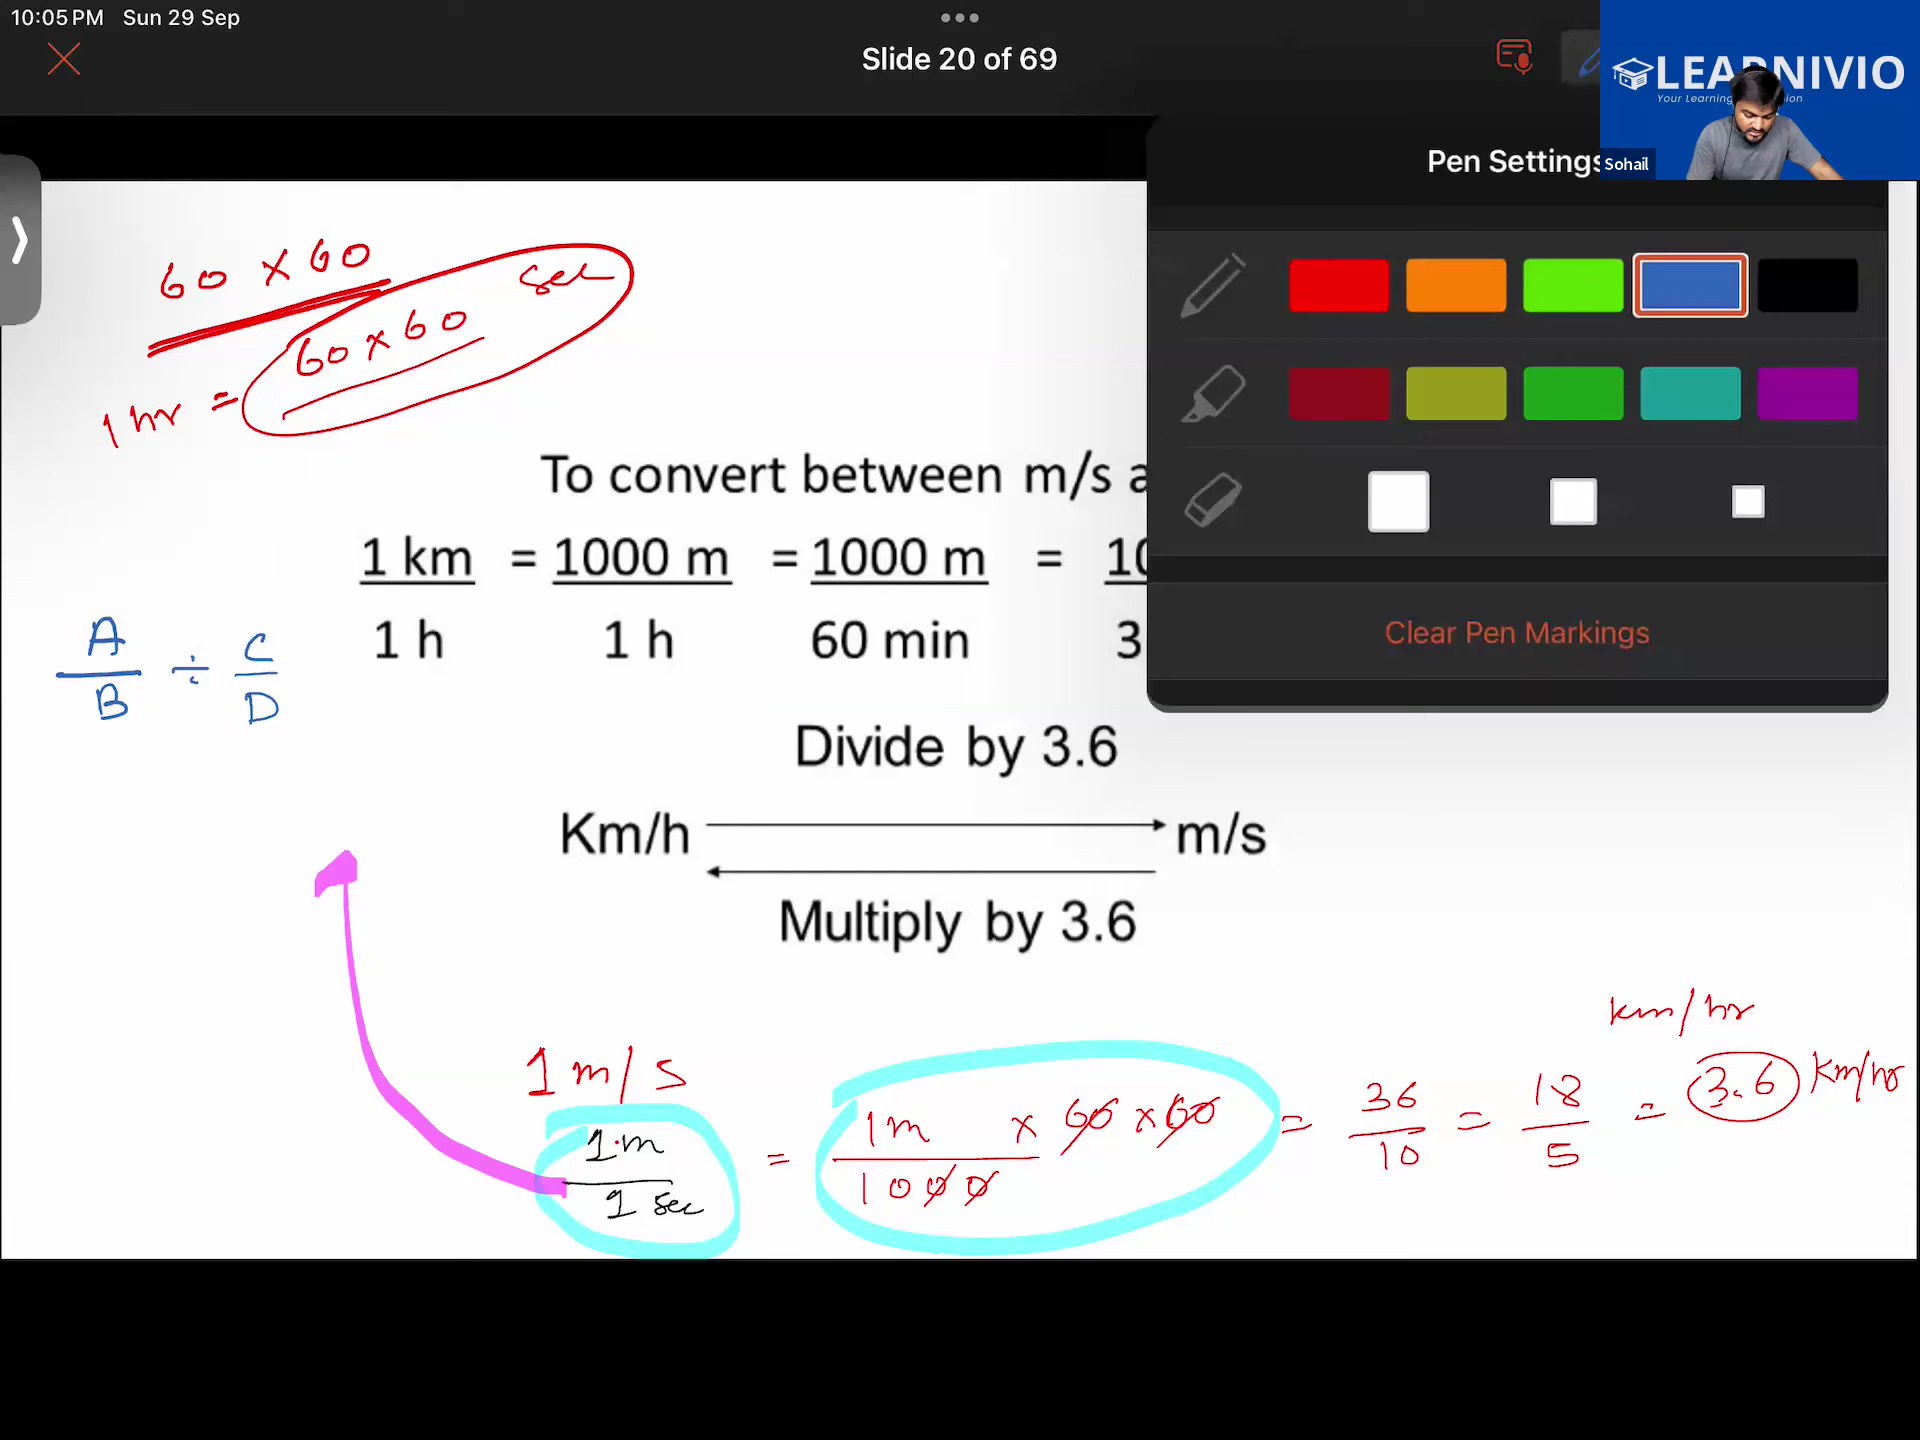 10:05 PM Sun 29 Sep
Slide 20 of 69
LEARNIVIO
Your Learning
Sohail
Pen Settings
Clear Pen Markings
60 × 60
60 × 60 sec
1 hr =
To convert between m/s a
1 km = 1000 m = 1000 m = 10
1 h 1 h 60 min 3
A ÷ C
B D
Divide by 3.6
Km/h m/s
Multiply by 3.6
km/hr
1 m/s
1 m = 1m × 60 × 60 = 36 = 18 = 3.6 Km/hr
1 sec 1000 10 5